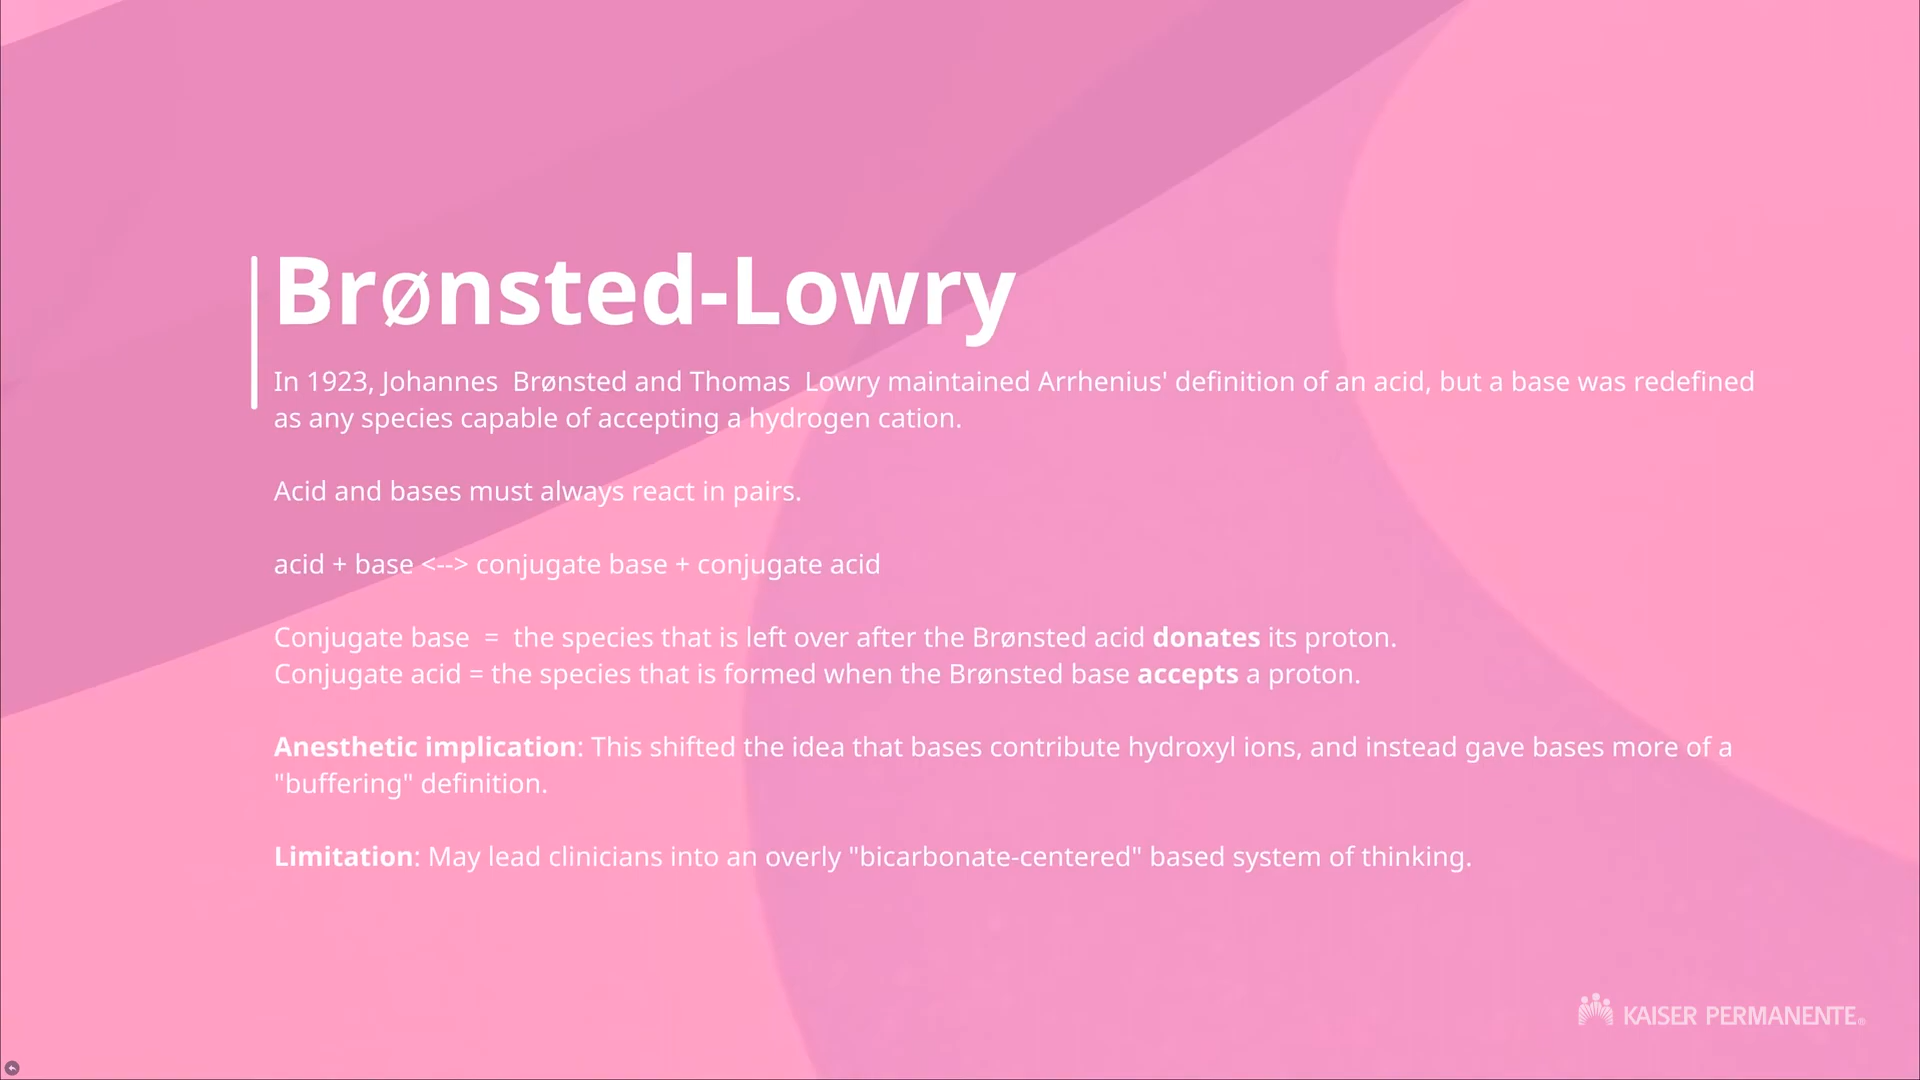 Brønsted-Lowry
In 1923, Johannes  Brønsted and Thomas  Lowry maintained Arrhenius' definition of an acid, but a base was redefined
as any species capable of accepting a hydrogen cation.
Acid and bases must always react in pairs.
acid + base <--> conjugate base + conjugate acid
Conjugate base  =  the species that is left over after the Brønsted acid donates its proton.
Conjugate acid = the species that is formed when the Brønsted base accepts a proton.
Anesthetic implication: This shifted the idea that bases contribute hydroxyl ions, and instead gave bases more of a
"buffering" definition.
Limitation: May lead clinicians into an overly "bicarbonate-centered" based system of thinking.
KAISER PERMANENTE®